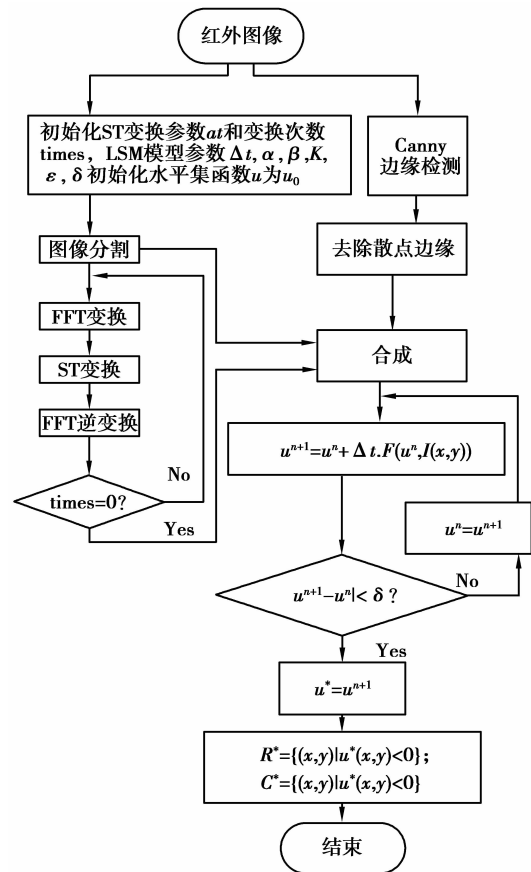 红外图像
初始化ST变换参数at和变换次数
times，LSM模型参数Δt,α,β,K,
ε,δ初始化水平集函数u为u₀
Canny
边缘检测
图像分割
去除散点边缘
FFT变换
ST变换
FFT逆变换
合成
times=0?
No
Yes
uⁿ⁺¹=uⁿ+Δt.F(uⁿ,I(x,y))
uⁿ=uⁿ⁺¹
uⁿ⁺¹-uⁿ|<δ?
No
Yes
u*=uⁿ⁺¹
R*={(x,y)|u*(x,y)<0};
C*={(x,y)|u*(x,y)<0}
结束